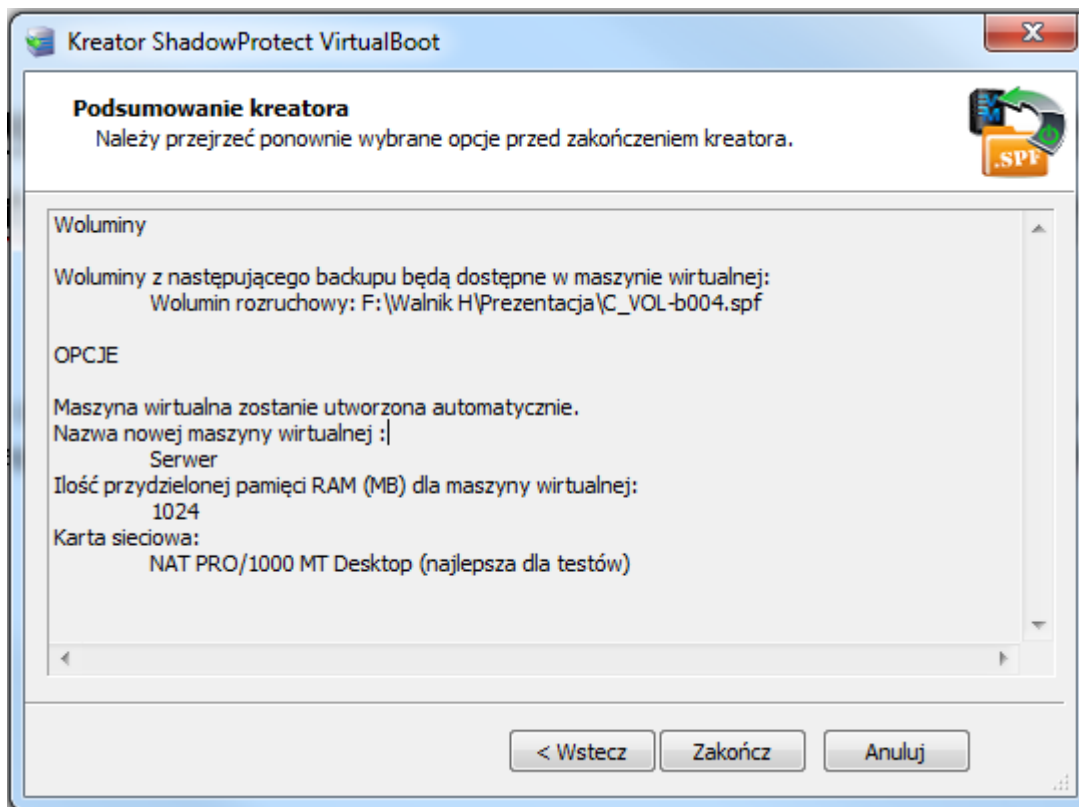 Kreator ShadowProtect VirtualBoot
Podsumowanie kreatora
Należy przejrzeć ponownie wybrane opcje przed zakończeniem kreatora.
.SPF
Woluminy
Woluminy z następującego backupu będą dostępne w maszynie wirtualnej:
Wolumin rozruchowy: F:\Walnik H\Prezentacja\C_VOL-b004.spf
OPCJE
Maszyna wirtualna zostanie utworzona automatycznie.
Nazwa nowej maszyny wirtualnej :
Serwer
Ilość przydzielonej pamięci RAM (MB) dla maszyny wirtualnej:
1024
Karta sieciowa:
NAT PRO/1000 MT Desktop (najlepsza dla testów)
< Wstecz Zakończ Anuluj